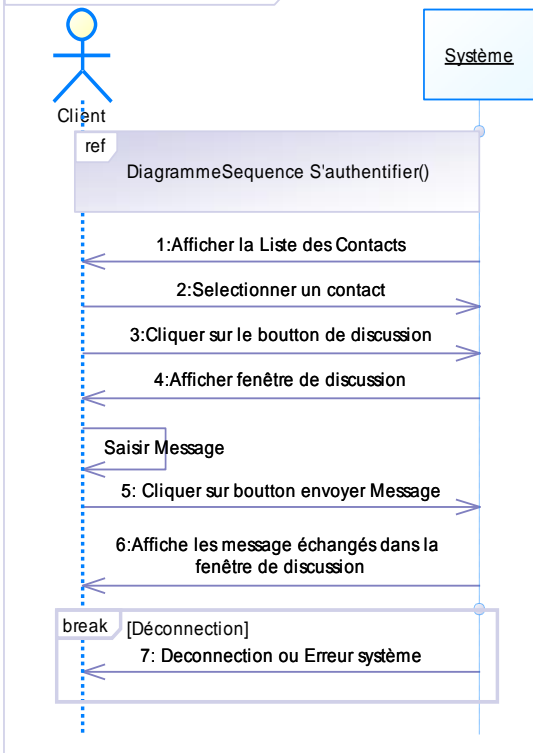 Système
Client
ref
DiagrammeSequence S'authentifier()
1:Afficher la Liste des Contacts
2:Selectionner un contact
3:Cliquer sur le boutton de discussion
4:Afficher fenêtre de discussion
Saisir Message
5: Cliquer sur boutton envoyer Message
6:Affiche les message échangés dans la
fenêtre de discussion
break
[Déconnection]
7: Deconnection ou Erreur système